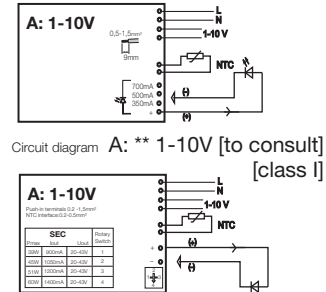 A: 1-10V
L
N
1-10 V
0,5-1,5mm²
9mm
NTC
700mA
500mA
350mA
(-)
+
(+)
Circuit diagram A: ** 1-10V [to consult]
[class I]
A: 1-10V
Push-in terminals 0.2 -1,5mm²
NTC interface:0.2-0.5mm²
L
N
1-10 V
NTC
SEC Rotary Switch
Pmax Iout Uout
39W 900mA 20-43V 1
45W 1050mA 20-43V 2
51W 1200mA 20-43V 3
60W 1400mA 20-43V 4
+
(+)
-
(-)